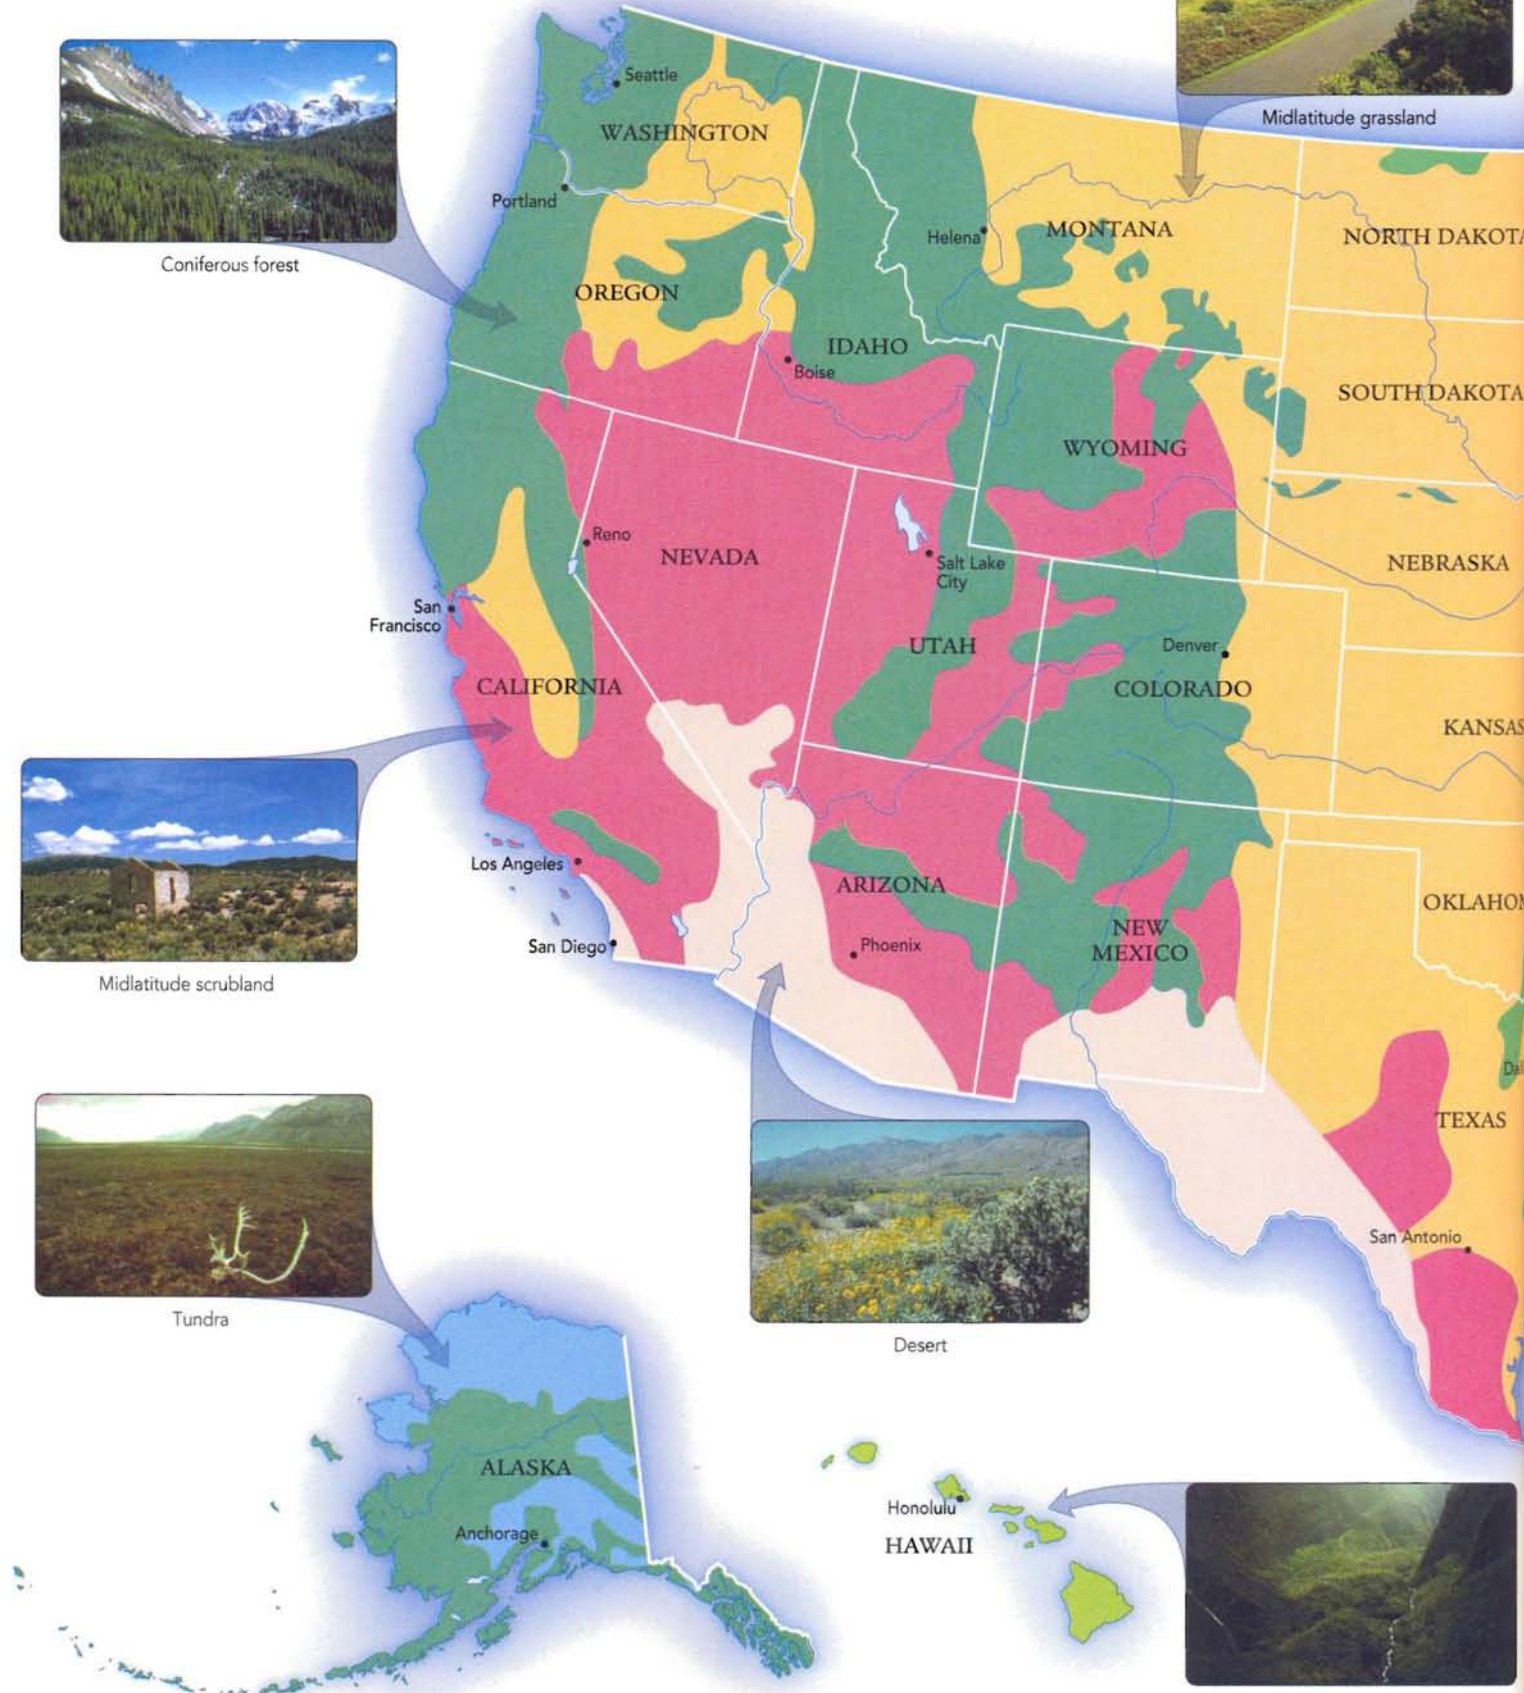 Seattle
WASHINGTON
Midlatitude grassland
Portland
Helena
MONTANA
NORTH DAKOTA
Coniferous forest
OREGON
IDAHO
Boise
SOUTH DAKOTA
WYOMING
Reno
NEVADA
Salt Lake
City
NEBRASKA
San
Francisco
UTAH
Denver
CALIFORNIA
COLORADO
KANSAS
Los Angeles
ARIZONA
OKLAHOM
NEW
MEXICO
San Diego
Phoenix
Midlatitude scrubland
Da
TEXAS
San Antonio
Tundra
Desert
ALASKA
Honolulu
Anchorage
HAWAII